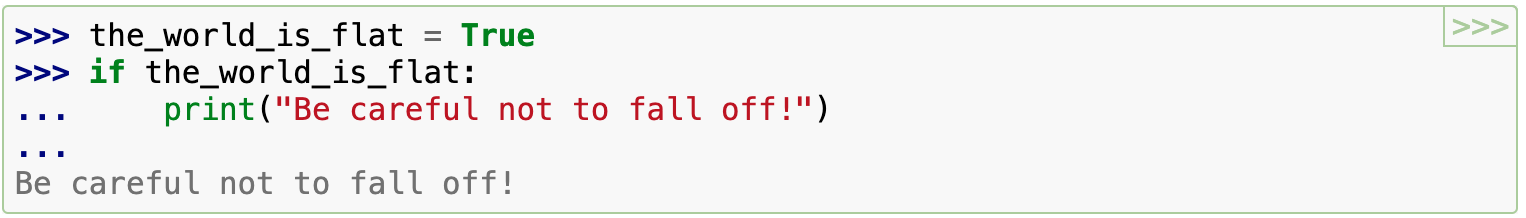 >>> the_world_is_flat = True
>>>
>>> if the_world_is_flat:
...     print("Be careful not to fall off!")
...
Be careful not to fall off!